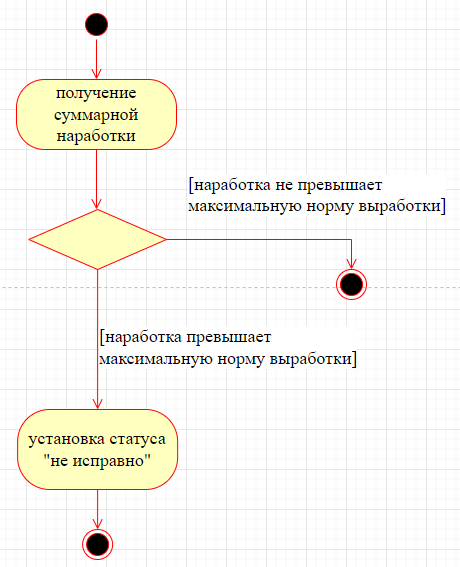 получение
суммарной
наработки
[наработка не превышает
максимальную норму выработки]
[наработка превышает
максимальную норму выработки]
установка статуса
"не исправно"